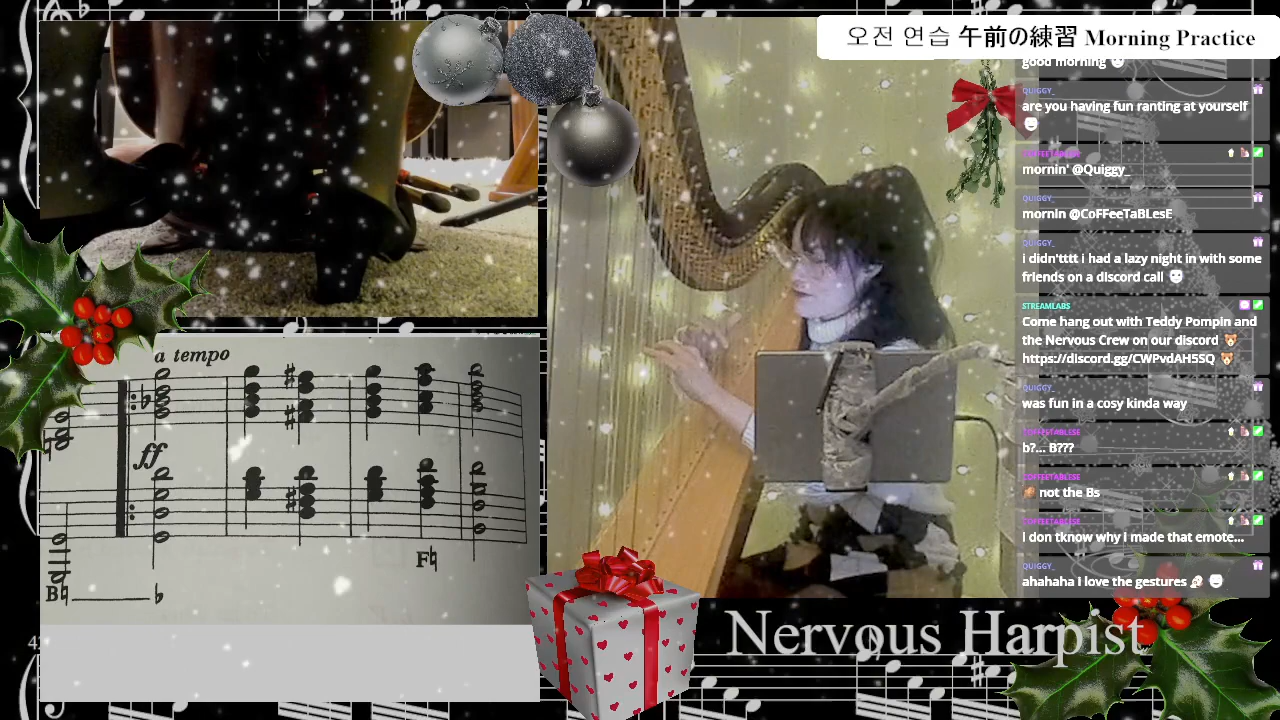 오전 연습 午前の練習 Morning Practice
good morning
QUIGGY_
are you having fun ranting at yourself
COFFEETABLESE
mornin' @Quiggy_
QUIGGY_
mornin @CoFFeeTaBLesE
QUIGGY_
i didn'tttt i had a lazy night in with some
friends on a discord call
STREAMLABS
Come hang out with Teddy Pompin and
the Nervous Crew on our discord
https://discord.gg/CWPvdAH5SQ
QUIGGY_
was fun in a cosy kinda way
COFFEETABLESE
b?... B???
COFFEETABLESE
not the Bs
COFFEETABLESE
i don tknow why i made that emote...
QUIGGY_
ahahaha i love the gestures
a tempo
ff
F♮
B♮ ♭
Nervous Harpist